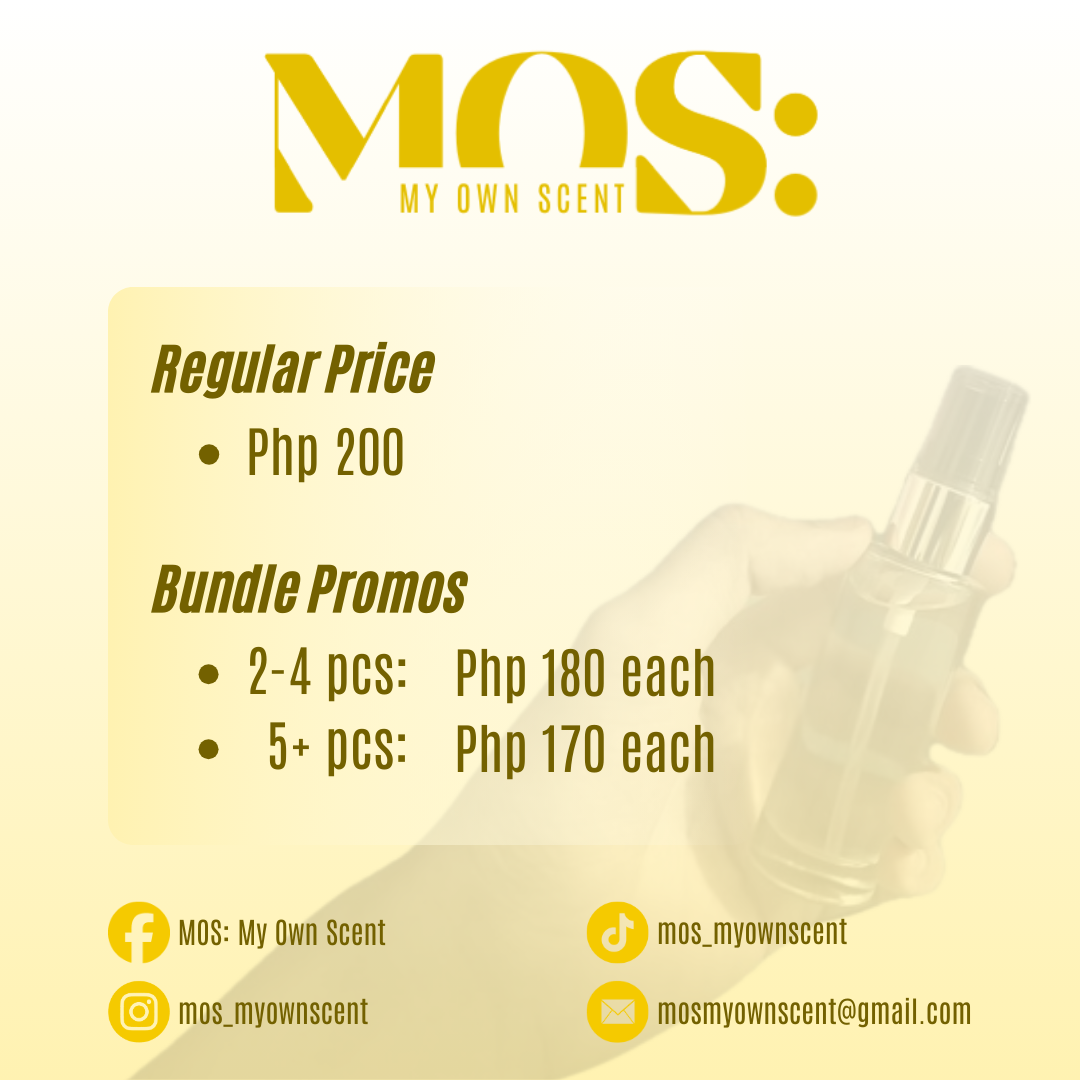 MOS:
MY OWN SCENT
Regular Price
• Php 200
Bundle Promos
• 2-4 pcs: Php 180 each
• 5+ pcs: Php 170 each
MOS: My Own Scent
mos_myownscent
mos_myownscent
mosmyownscent@gmail.com